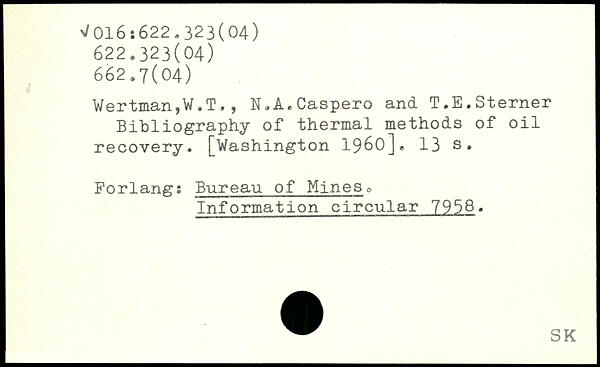 √016:622.323(04)
622.323(04)
662.7(04)
Wertman,W.T., N.A.Caspero and T.E.Sterner
Bibliography of thermal methods of oil
recovery. [Washington 1960]. 13 s.
Forlang: Bureau of Mines.
Information circular 7958.
SK